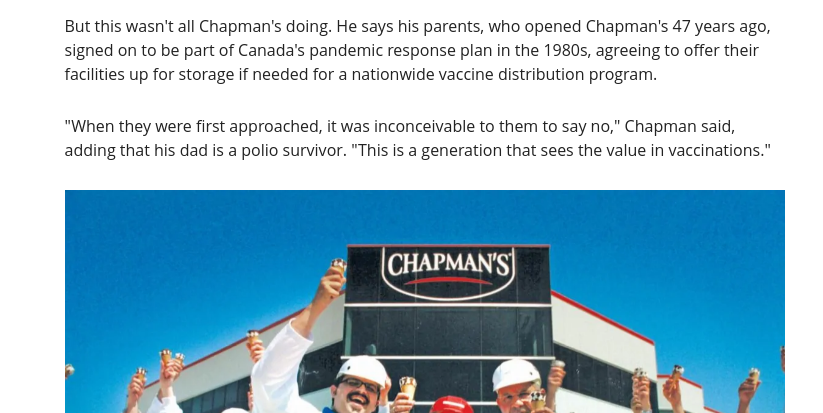 But this wasn't all Chapman's doing. He says his parents, who opened Chapman's 47 years ago,
signed on to be part of Canada's pandemic response plan in the 1980s, agreeing to offer their
facilities up for storage if needed for a nationwide vaccine distribution program.
"When they were first approached, it was inconceivable to them to say no," Chapman said,
adding that his dad is a polio survivor. "This is a generation that sees the value in vaccinations."
CHAPMAN'S